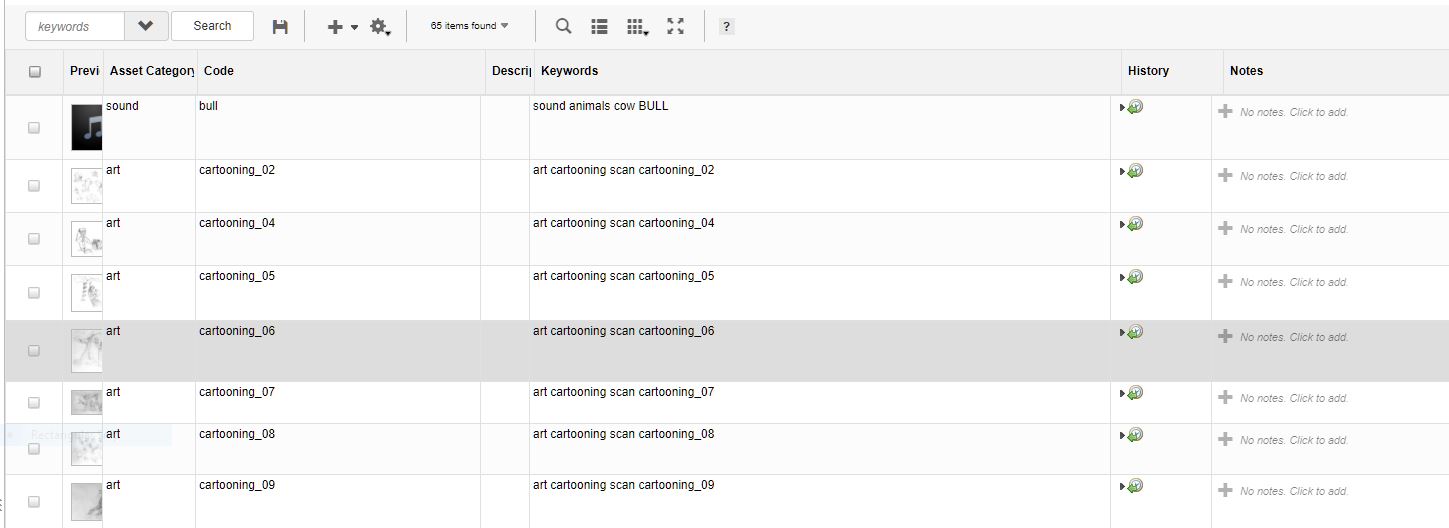 keywords Search 65 items found ?
Previ Asset Category Code Descrip Keywords History Notes
sound bull sound animals cow BULL No notes. Click to add.
art cartooning_02 art cartooning scan cartooning_02 No notes. Click to add.
art cartooning_04 art cartooning scan cartooning_04 No notes. Click to add.
art cartooning_05 art cartooning scan cartooning_05 No notes. Click to add.
art cartooning_06 art cartooning scan cartooning_06 No notes. Click to add.
art cartooning_07 art cartooning scan cartooning_07 No notes. Click to add.
art cartooning_08 art cartooning scan cartooning_08 No notes. Click to add.
art cartooning_09 art cartooning scan cartooning_09 No notes. Click to add.